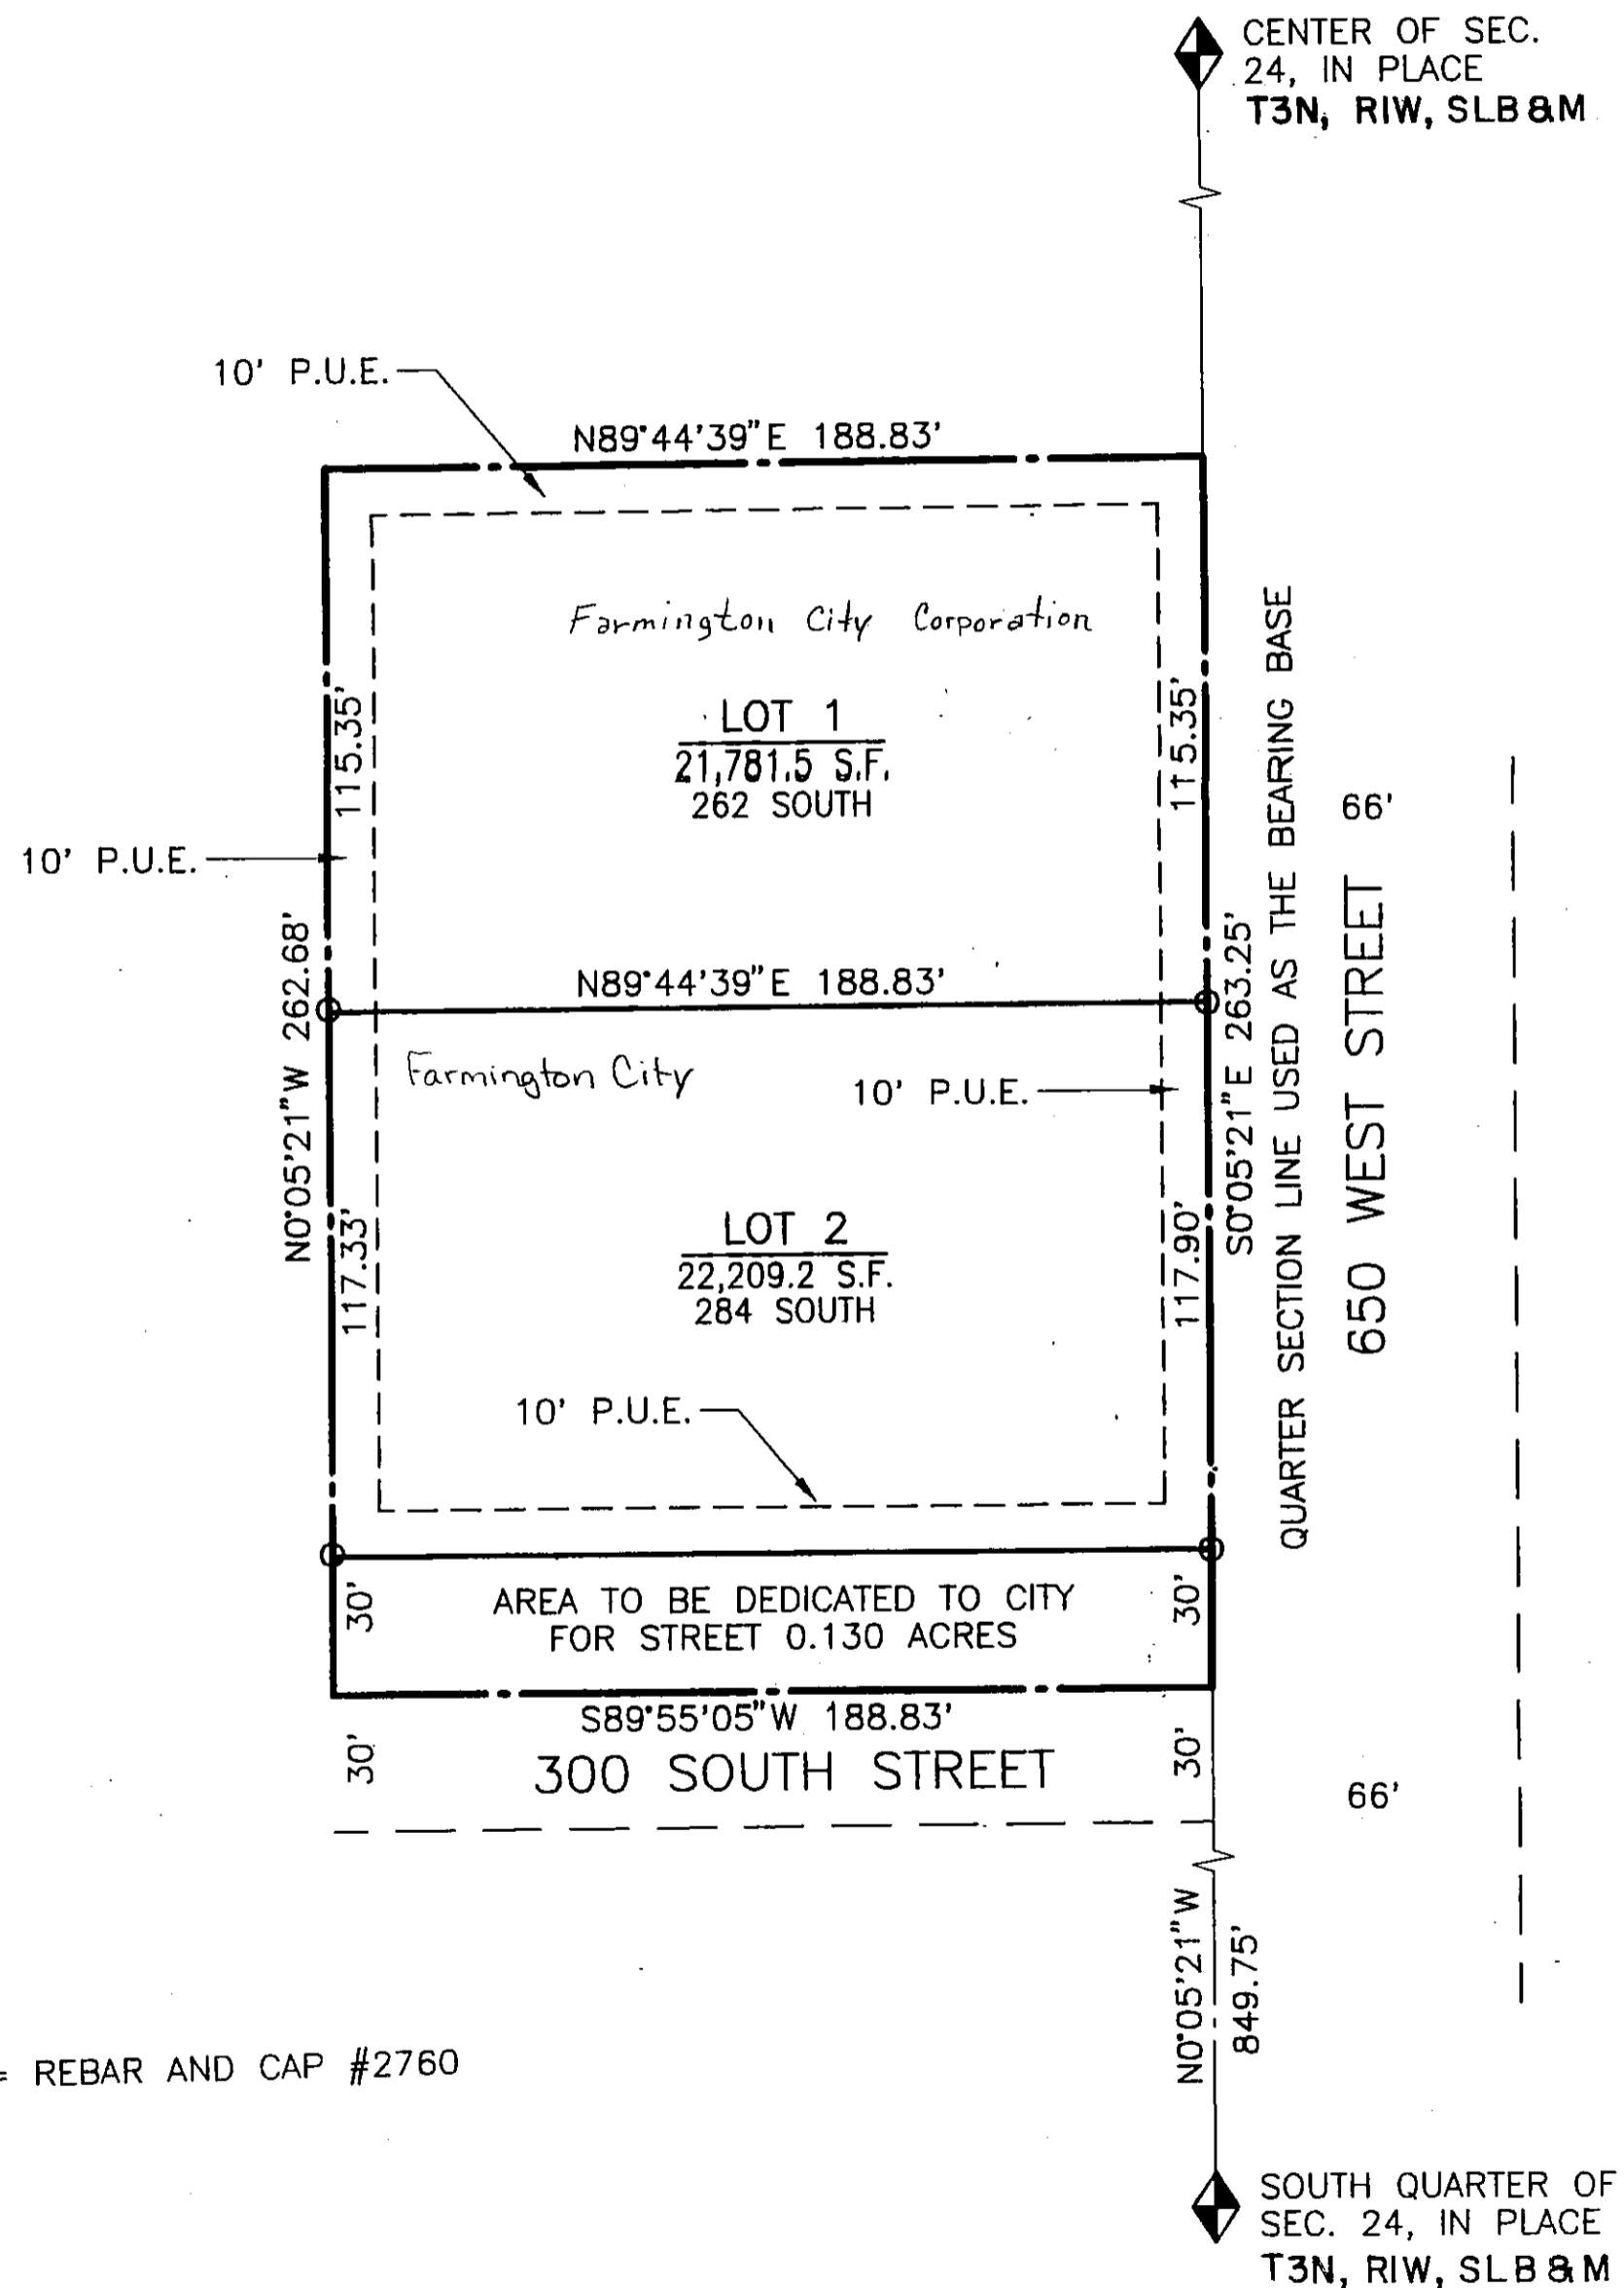 CENTER OF SEC.
24, IN PLACE
T3N, RIW, SLB&M
10' P.U.E.
N89°44'39"E 188.83'
Farmington City Corporation
115.35'
LOT 1
21,781.5 S.F.
262 SOUTH
115.35'
66'
10' P.U.E.
N0°05'21"W 262.68'
N89°44'39"E 188.83'
S0°05'21"E 263.25'
QUARTER SECTION LINE USED AS THE BEARING BASE
650 WEST STREET
Farmington City
10' P.U.E.
117.33'
LOT 2
22,209.2 S.F.
284 SOUTH
117.90'
10' P.U.E.
30'
AREA TO BE DEDICATED TO CITY
FOR STREET 0.130 ACRES
30'
S89°55'05"W 188.83'
30'
300 SOUTH STREET
30'
66'
N0°05'21"W
849.75'
= REBAR AND CAP #2760
SOUTH QUARTER OF
SEC. 24, IN PLACE
T3N, RIW, SLB&M